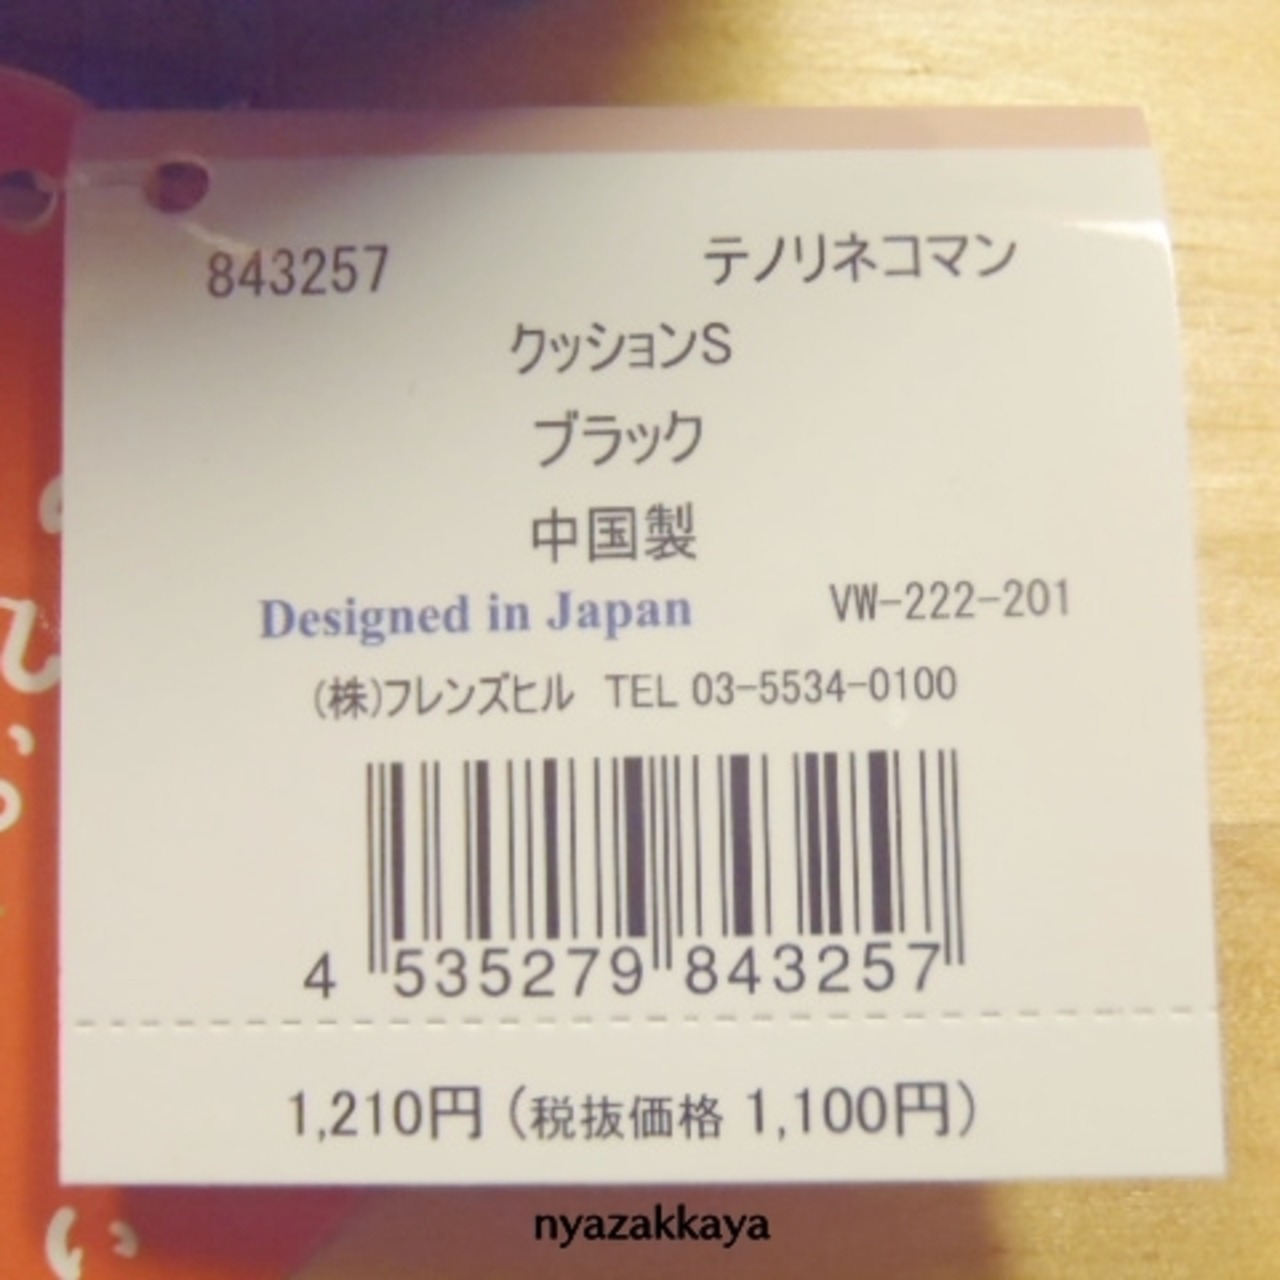 843257 テノリネコマン
クッションS
ブラック
中国製
Designed in Japan VW-222-201
(株)フレンズヒル TEL 03-5534-0100
4 535279 843257
1,210円 (税抜価格 1,100円)
nyazakkaya